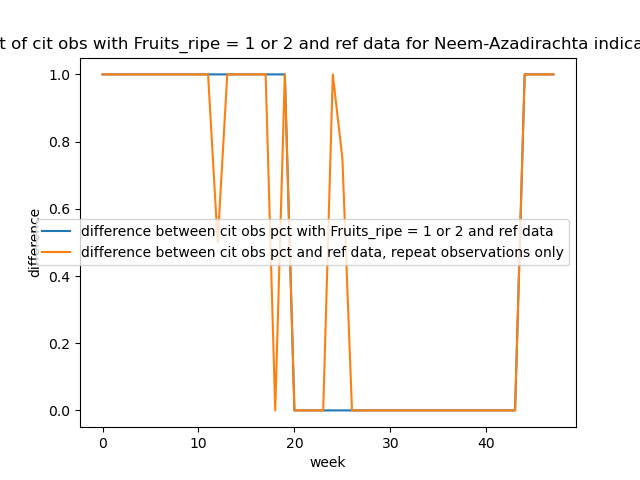 t of cit obs with Fruits_ripe = 1 or 2 and ref data for Neem-Azadirachta indica
1.0
0.8
0.6
0.4
0.2
0.0
difference
difference between cit obs pct with Fruits_ripe = 1 or 2 and ref data
difference between cit obs pct and ref data, repeat observations only
0 10 20 30 40
week